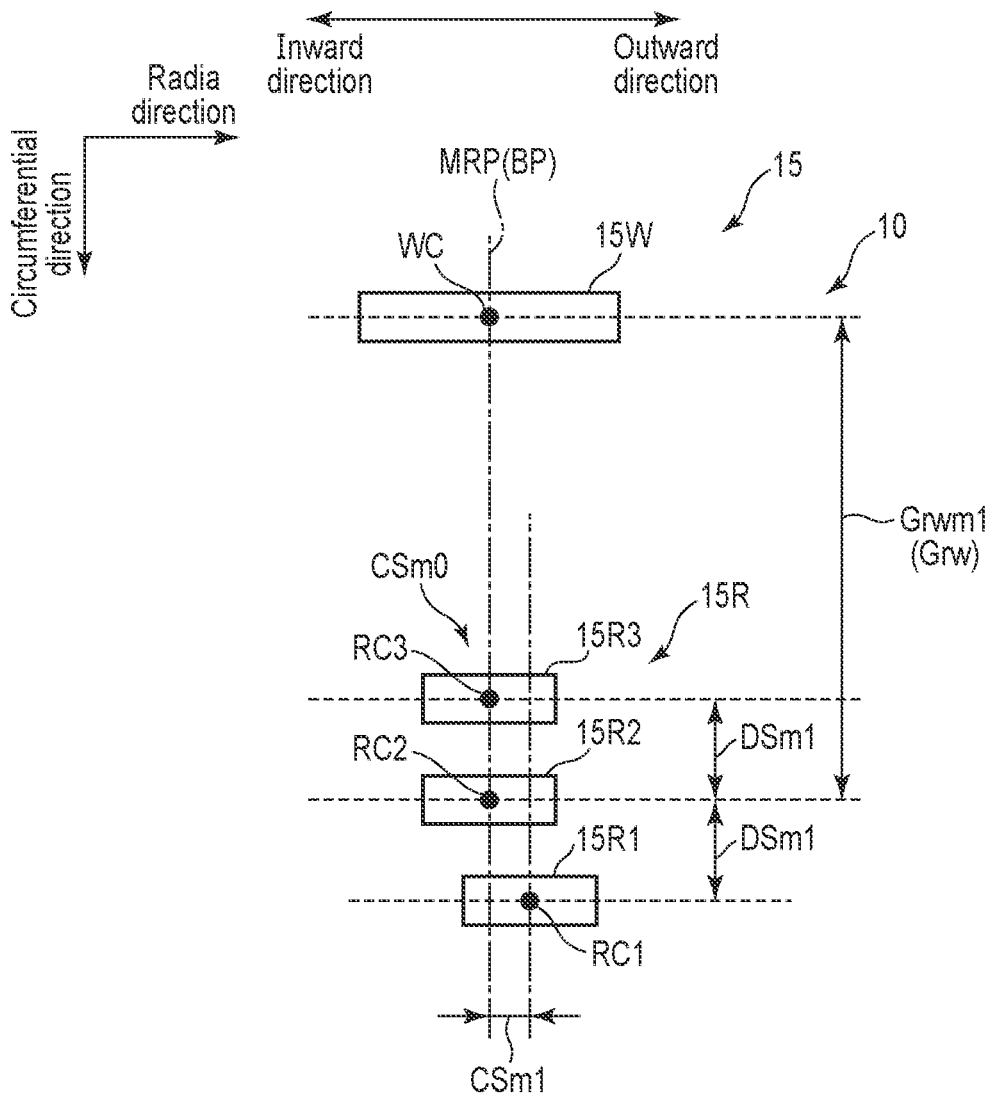 Inward
direction
Outward
direction
Radia
direction
Circumferential
direction
MRP(BP)
15
10
15W
WC
Grwm1
(Grw)
CSm0
15R
15R3
RC3
DSm1
15R2
RC2
DSm1
15R1
RC1
CSm1